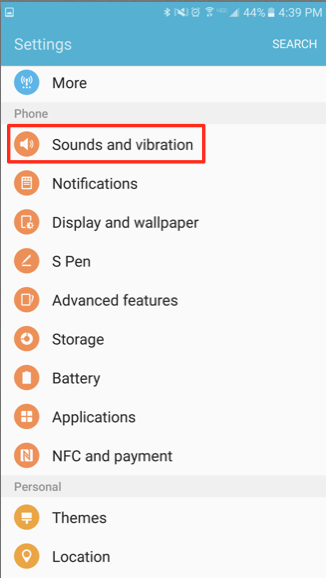 44% 4:39 PM
Settings SEARCH
More
Phone
Sounds and vibration
Notifications
Display and wallpaper
S Pen
Advanced features
Storage
Battery
Applications
NFC and payment
Personal
Themes
Location